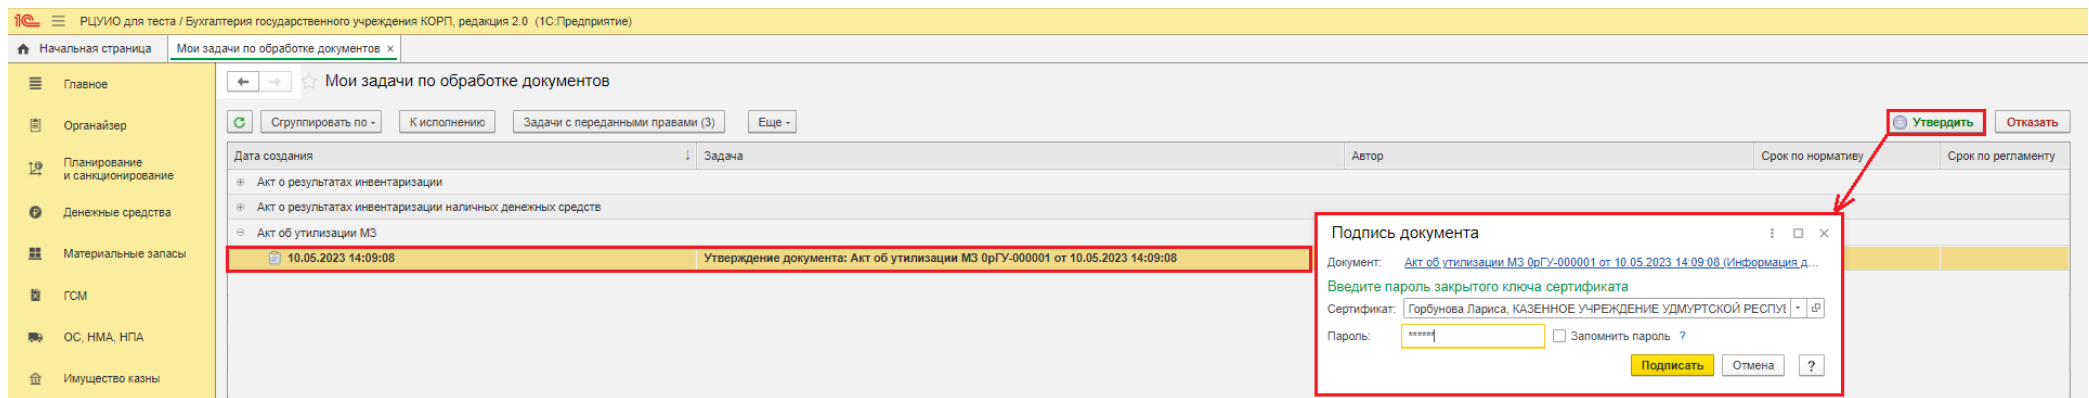 1С РЦУИО для теста / Бухгалтерия государственного учреждения КОРП, редакция 2.0 (1С:Предприятие)
Начальная страница Мои задачи по обработке документов ×
Главное
Органайзер
Планирование
и санкционирование
Денежные средства
Материальные запасы
ГСМ
ОС, НМА, НПА
Имущество казны
Мои задачи по обработке документов
Сгруппировать по К исполнению Задачи с переданными правами (3) Еще Утвердить Отказать
Дата создания ↓ Задача Автор Срок по нормативу Срок по регламенту
Акт о результатах инвентаризации
Акт о результатах инвентаризации наличных денежных средств
Акт об утилизации МЗ
10.05.2023 14:09:08 Утверждение документа: Акт об утилизации МЗ 0рГУ-000001 от 10.05.2023 14:09:08
Подпись документа
Документ: Акт об утилизации МЗ 0рГУ-000001 от 10.05.2023 14:09:08 (Информация д...
Введите пароль закрытого ключа сертификата
Сертификат: Горбунова Лариса, КАЗЕННОЕ УЧРЕЖДЕНИЕ УДМУРТСКОЙ РЕСПУБ
Пароль: ****** Запомнить пароль ?
Подписать Отмена ?